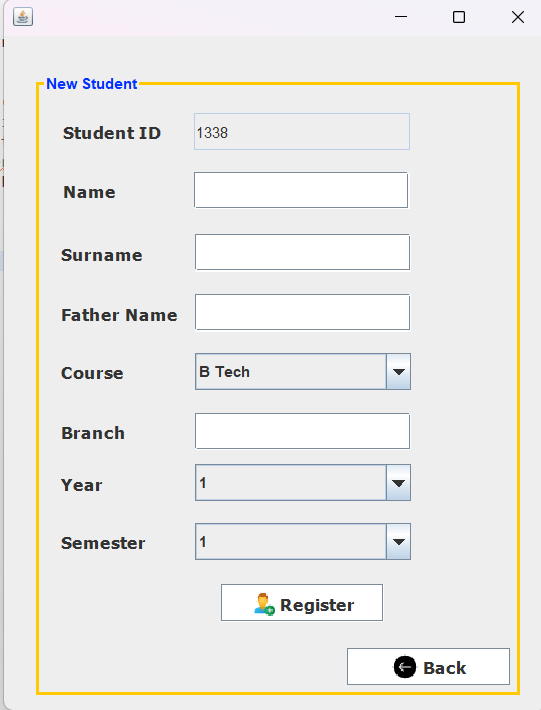 New Student
Student ID 1338
Name
Surname
Father Name
Course B Tech
Branch
Year 1
Semester 1
Register
Back